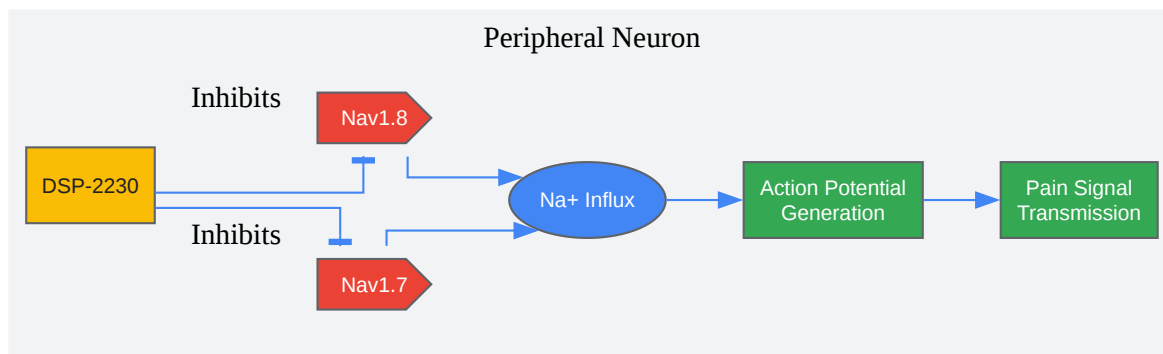 Peripheral Neuron
Inhibits
Nav1.8
DSP-2230
Na+ Influx
Action Potential
Generation
Pain Signal
Transmission
Inhibits
Nav1.7